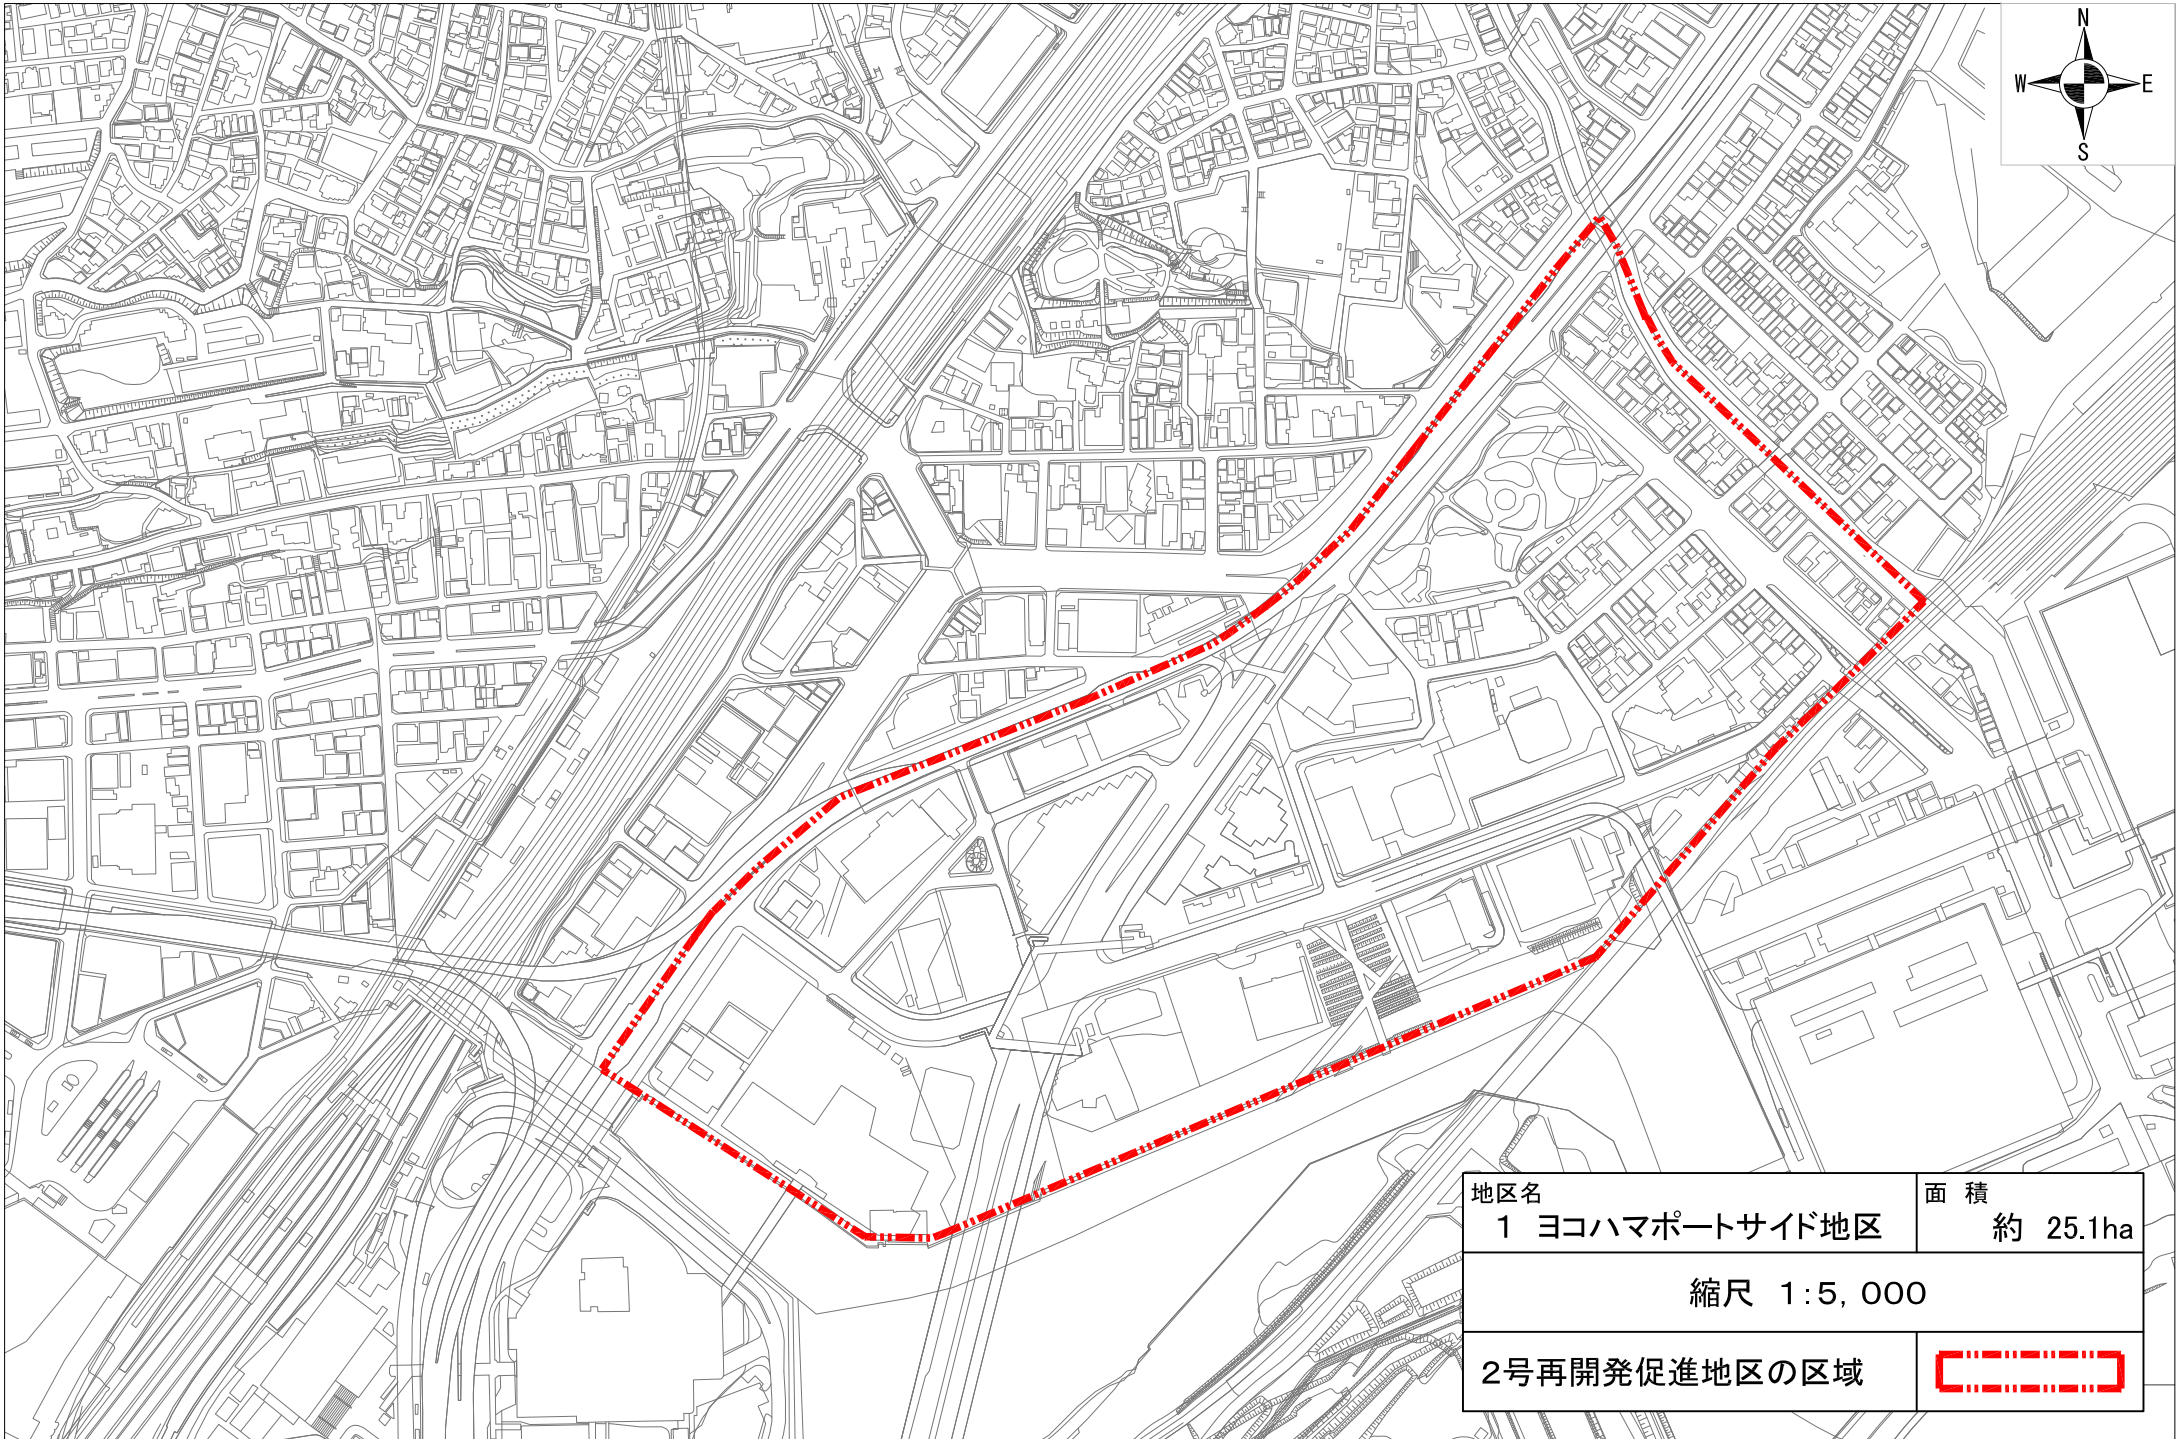 N
W E
S
地区名
1 ヨコハマポートサイド地区
面 積
約 25.1ha
縮尺 1:5,000
2号再開発促進地区の区域